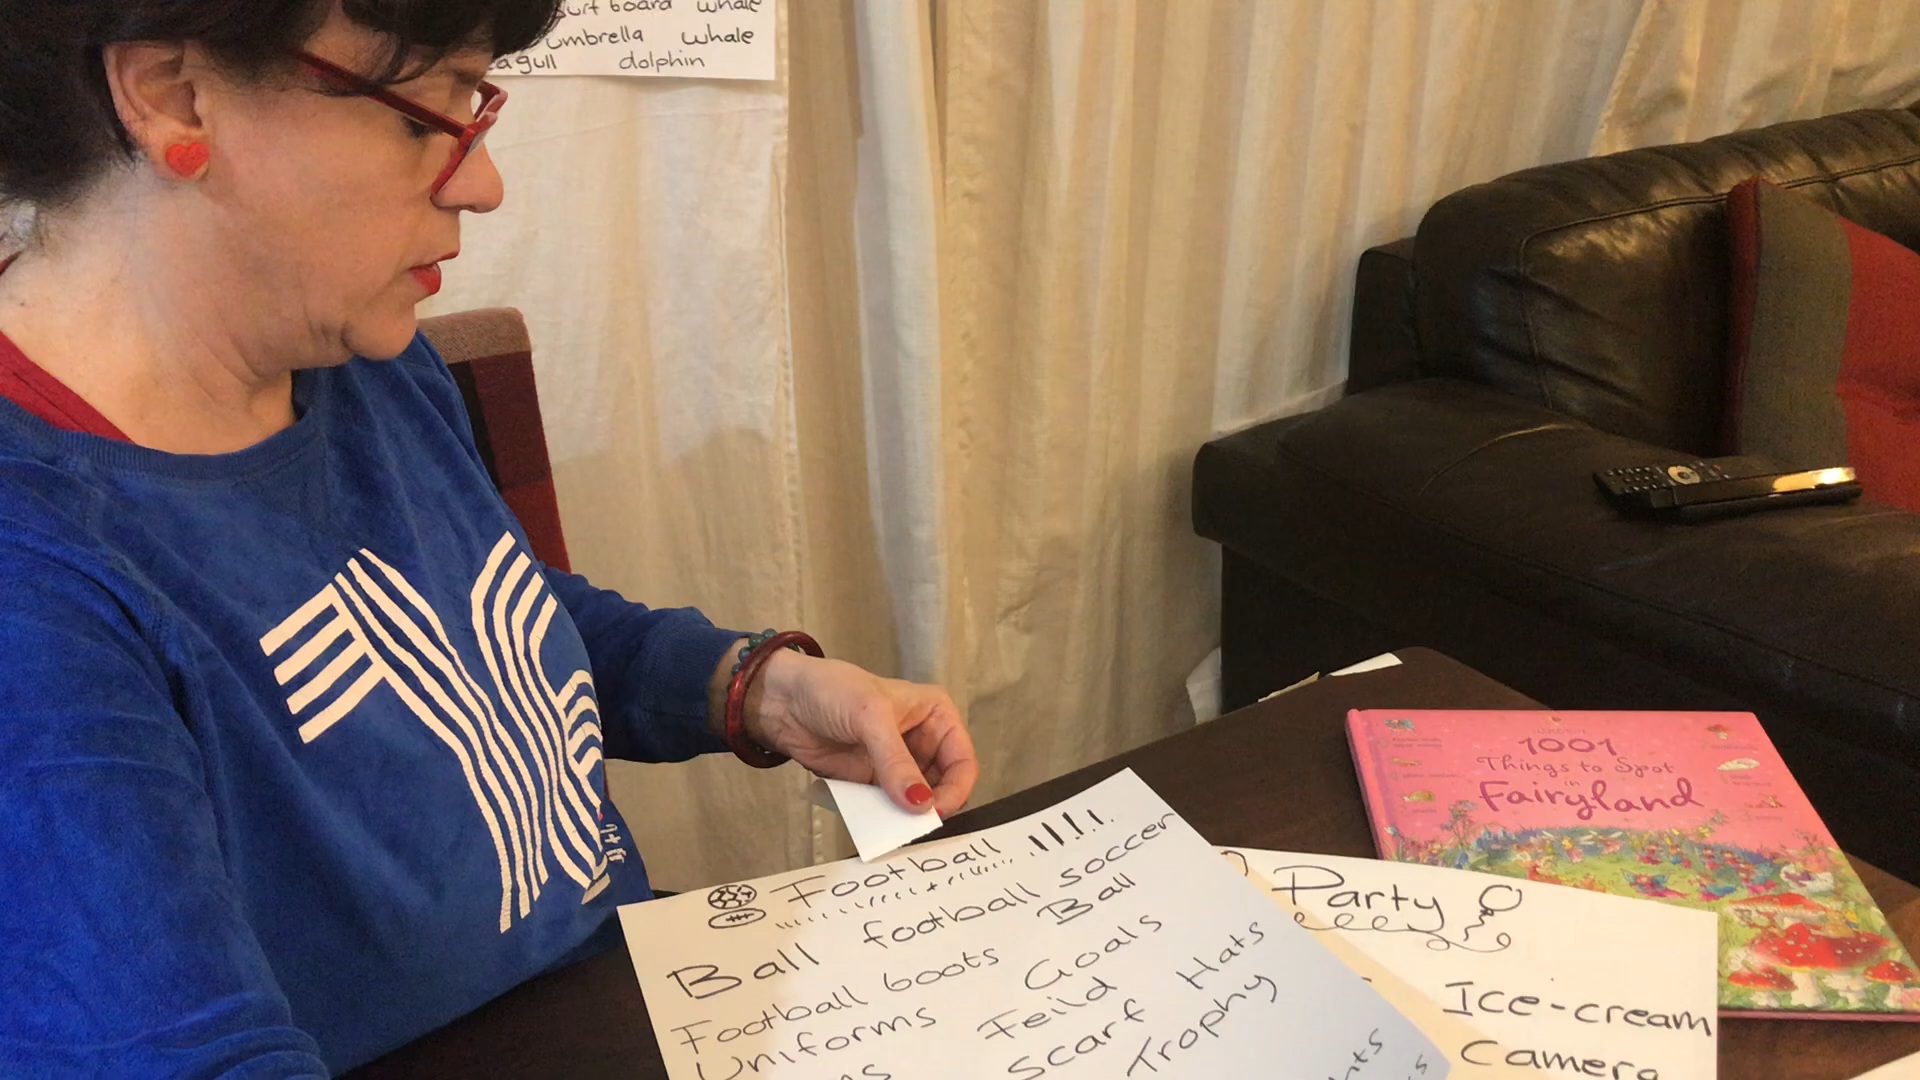 surf board whale
umbrella whale
agull dolphin
1001
Things to Spot
in
Fairyland
Football !!!!!
Ball football soccer
Football boots Ball
Uniforms Goals
Feild Hats
Scarf
Trophy
Party
Ice-cream
Camera